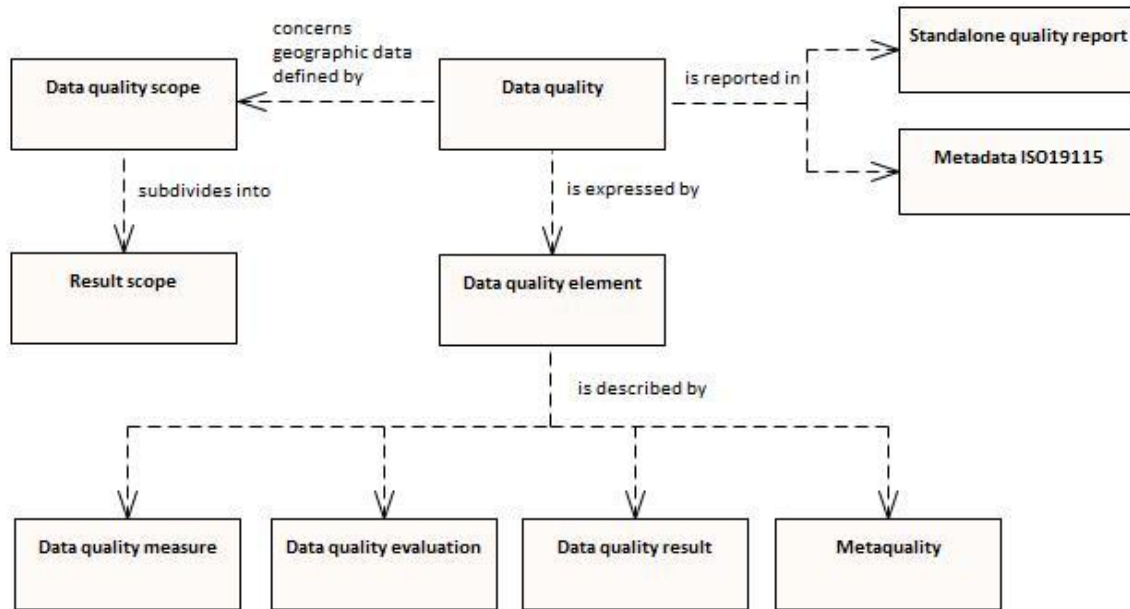 concerns
geographic data
defined by
Standalone quality report
Data quality scope
Data quality
is reported in
Metadata ISO19115
subdivides into
is expressed by
Result scope
Data quality element
is described by
Data quality measure
Data quality evaluation
Data quality result
Metaquality